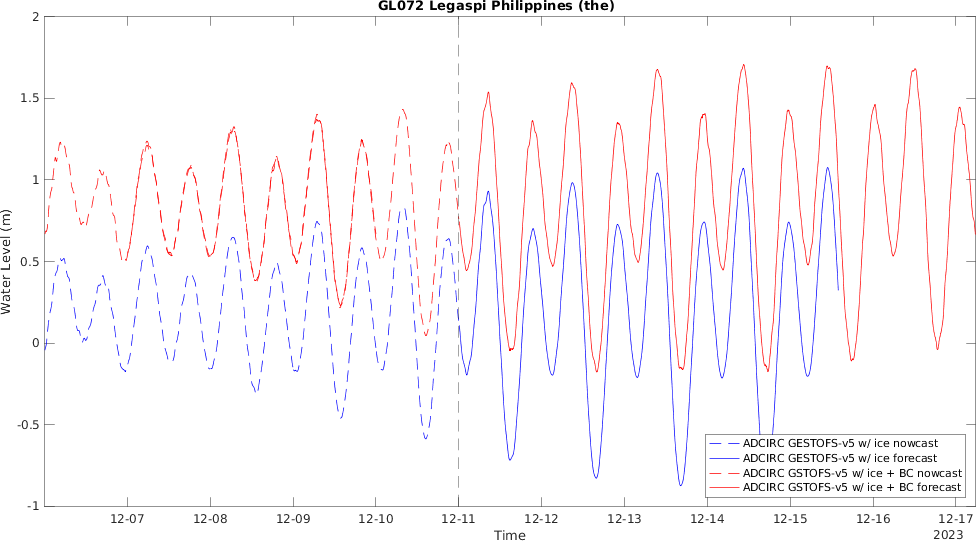 GL072 Legaspi Philippines (the)
2
1.5
1
0.5
0
-0.5
-1
Water Level (m)
ADCIRC GESTOFS-v5 w/ ice nowcast
ADCIRC GESTOFS-v5 w/ ice forecast
ADCIRC GSTOFS-v5 w/ ice + BC nowcast
ADCIRC GSTOFS-v5 w/ ice + BC forecast
12-07 12-08 12-09 12-10 12-11 12-12 12-13 12-14 12-15 12-16 12-17
Time
2023